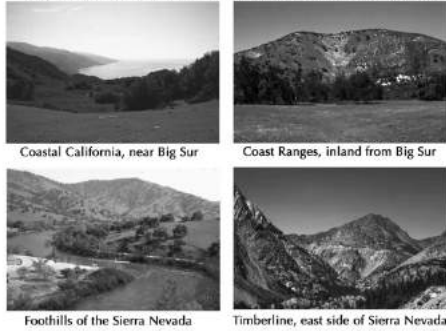 Coastal California, near Big Sur
Coast Ranges, inland from Big Sur
Foothills of the Sierra Nevada
Timberline, east side of Sierra Nevada